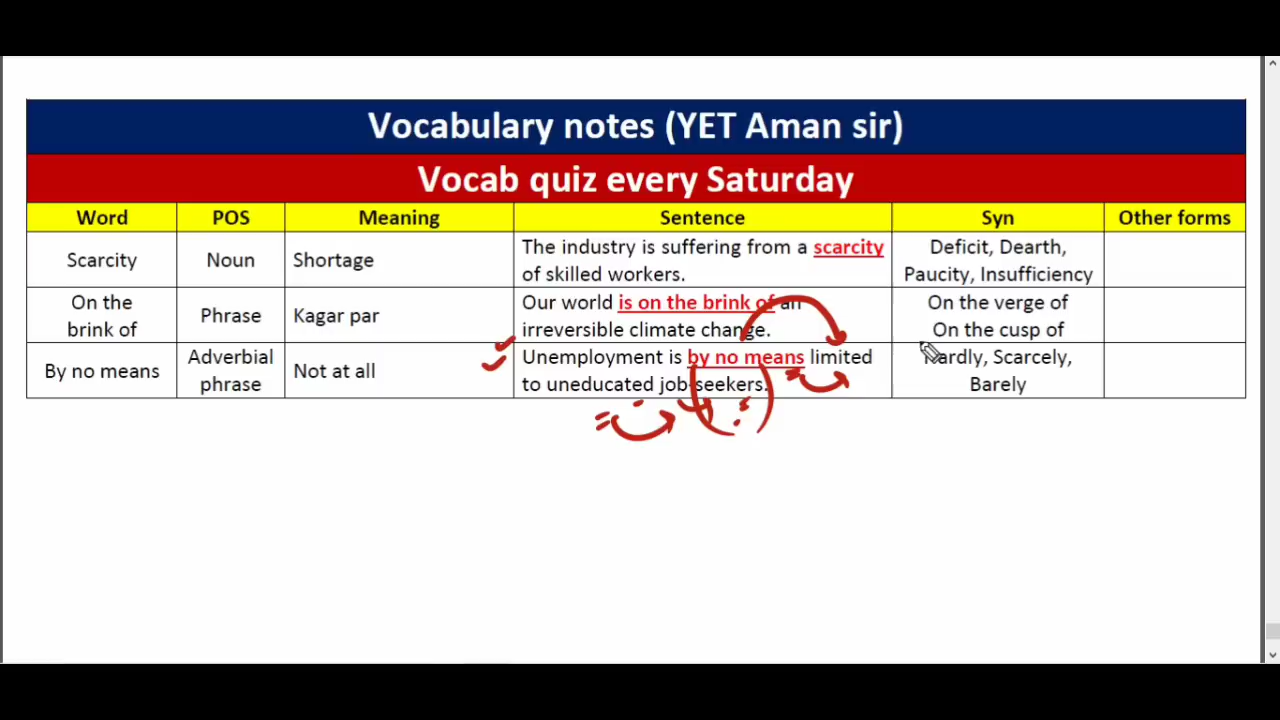 Vocabulary notes (YET Aman sir)
Vocab quiz every Saturday
Word POS Meaning Sentence Syn Other forms
Scarcity Noun Shortage
The industry is suffering from a scarcity
of skilled workers.
Deficit, Dearth,
Paucity, Insufficiency
On the
brink of
Phrase Kagar par
Our world is on the brink of an
irreversible climate change.
On the verge of
On the cusp of
By no means
Adverbial
phrase
Not at all
Unemployment is by no means limited
to uneducated job seekers.
Hardly, Scarcely,
Barely